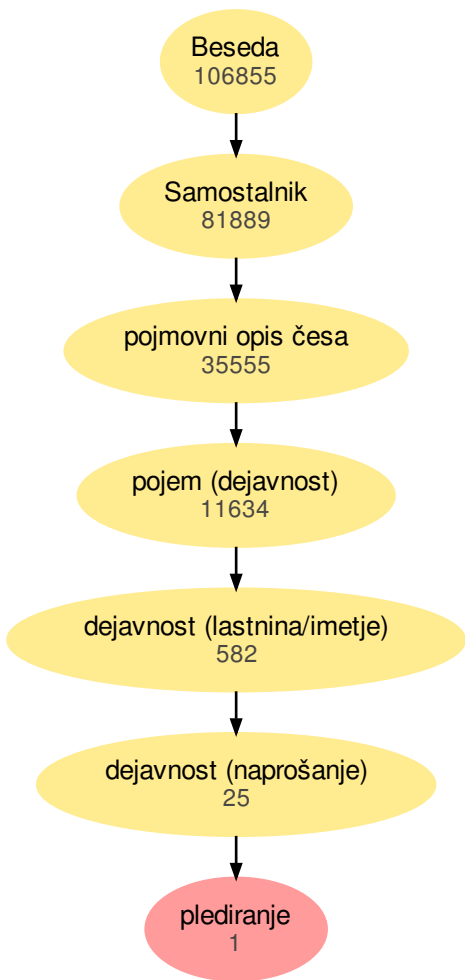 Beseda
106855
Samostalnik
81889
pojmovni opis česa
35555
pojem (dejavnost)
11634
dejavnost (lastnina/imetje)
582
dejavnost (naprošanje)
25
plediranje
1